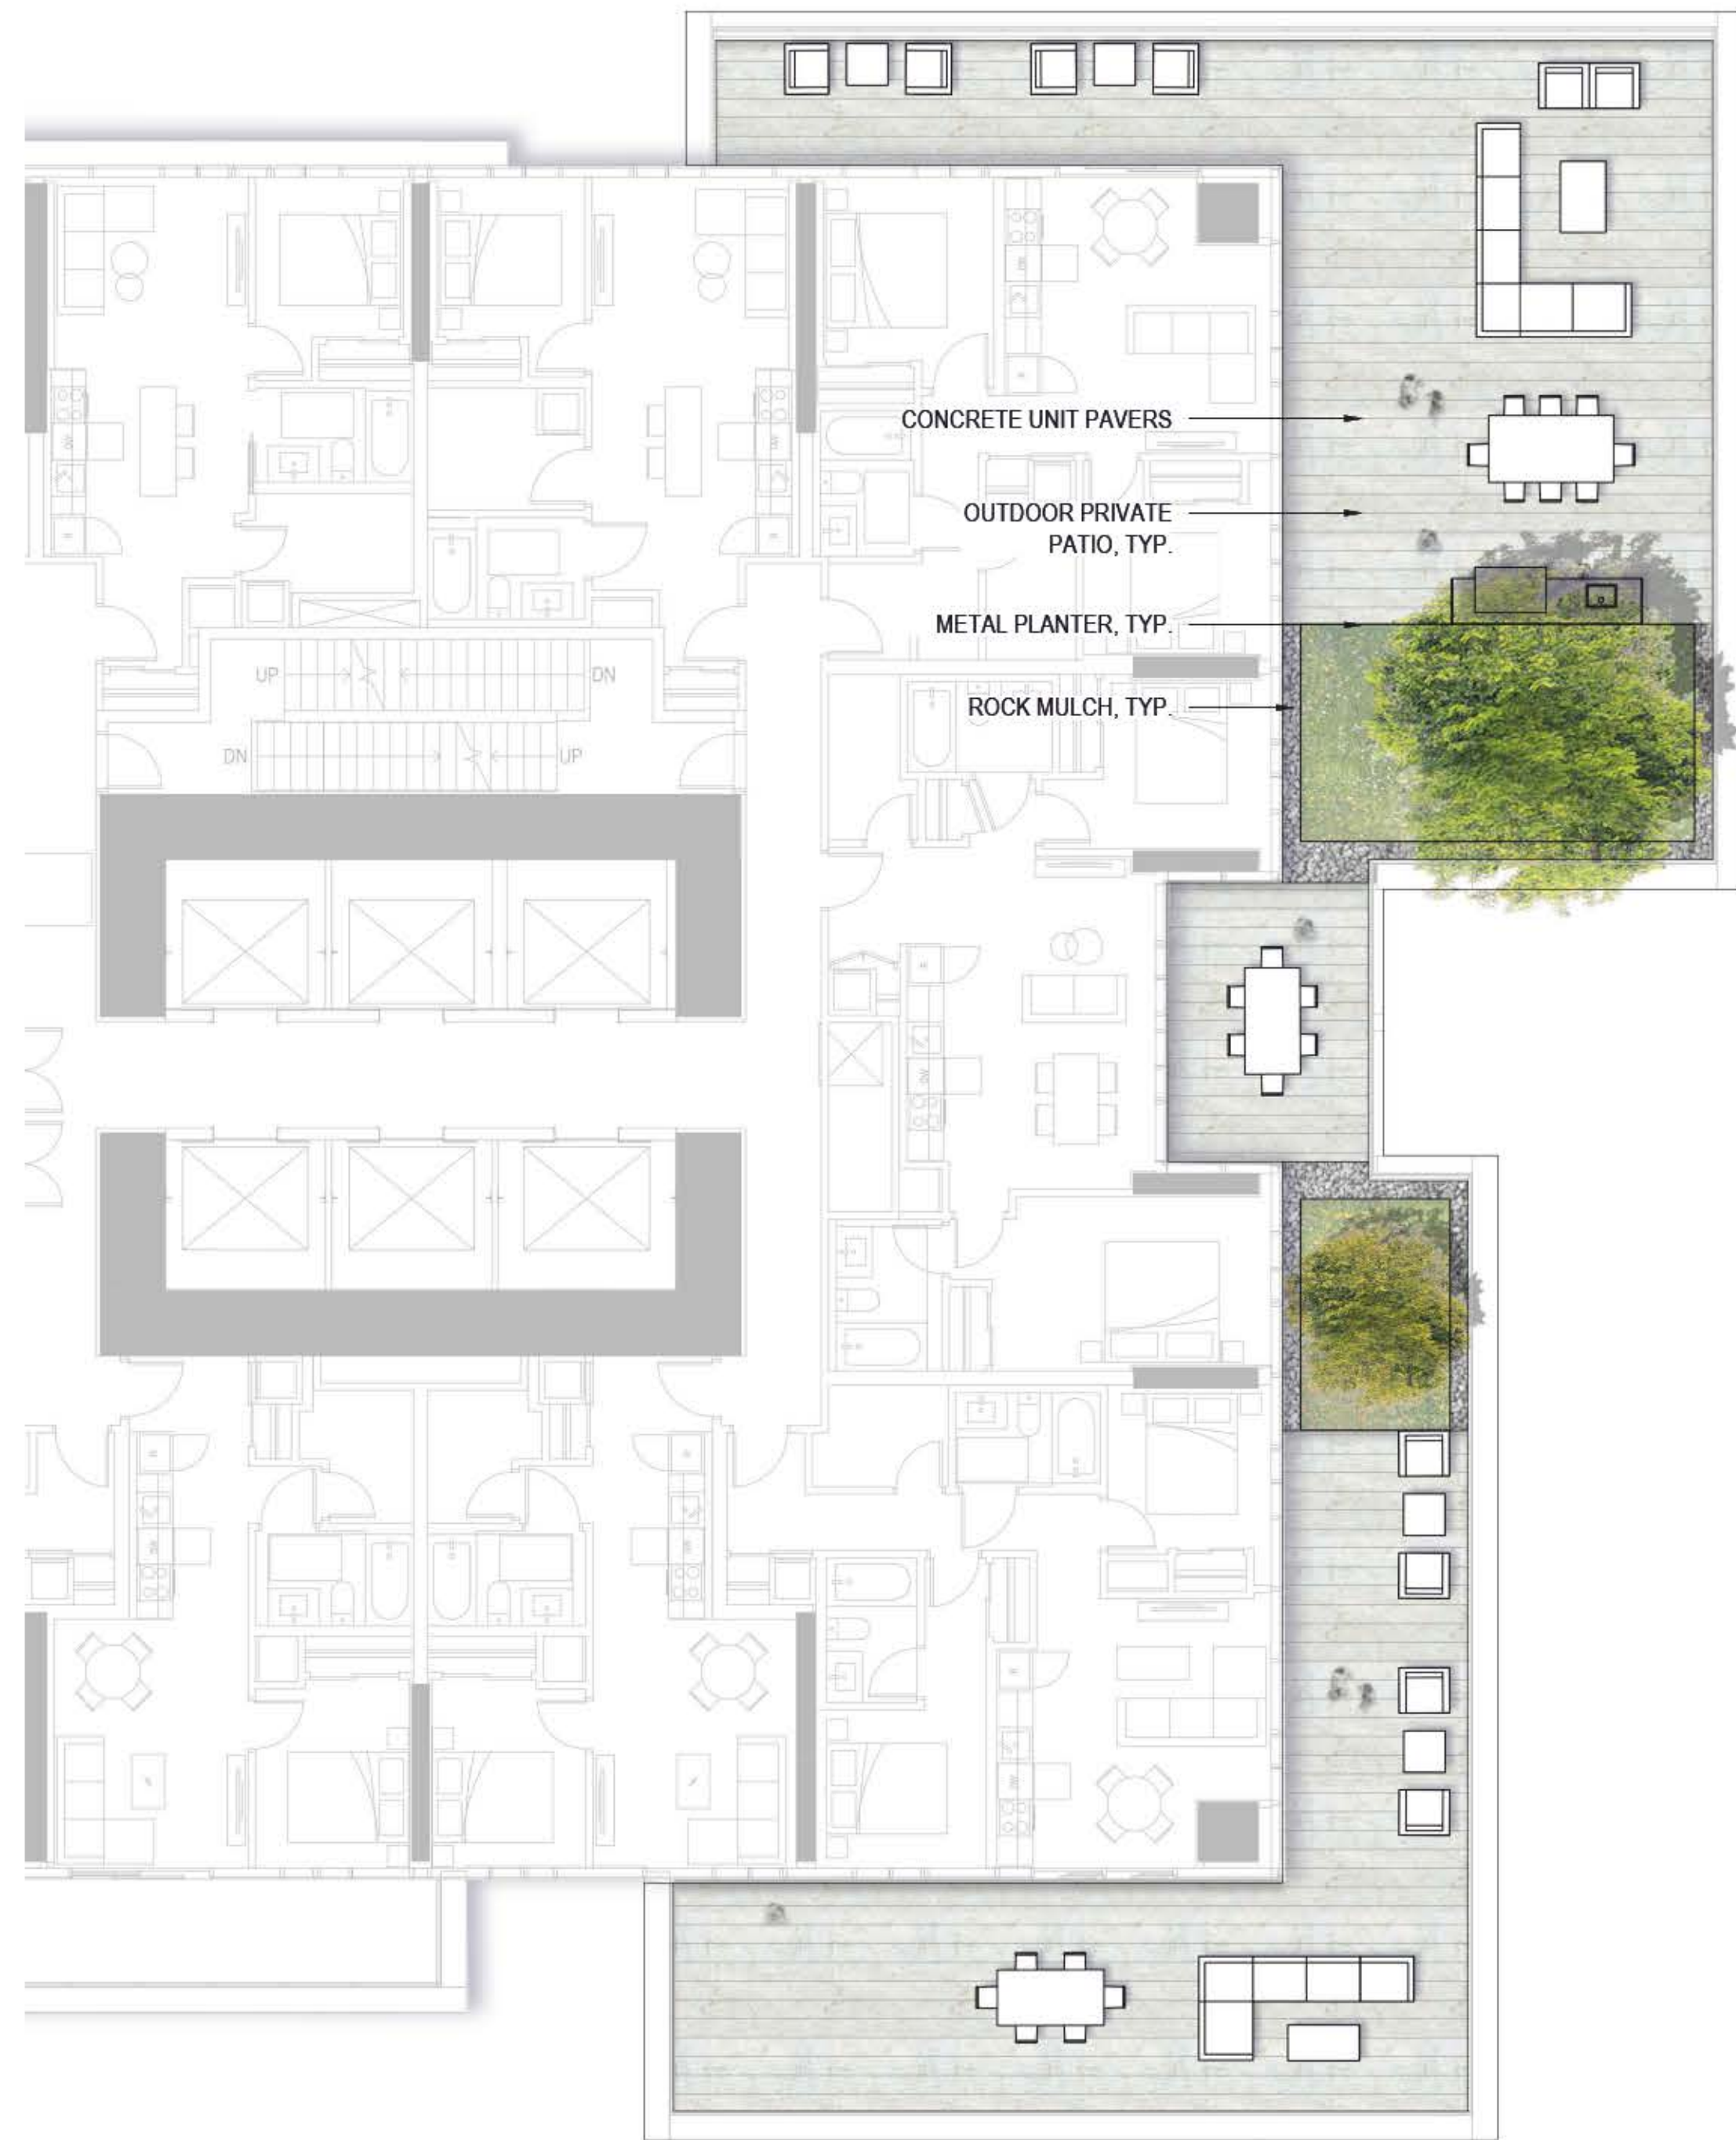 CONCRETE UNIT PAVERS
OUTDOOR PRIVATE
PATIO, TYP.
METAL PLANTER, TYP.
UP
DN
ROCK MULCH, TYP.
DN
UP